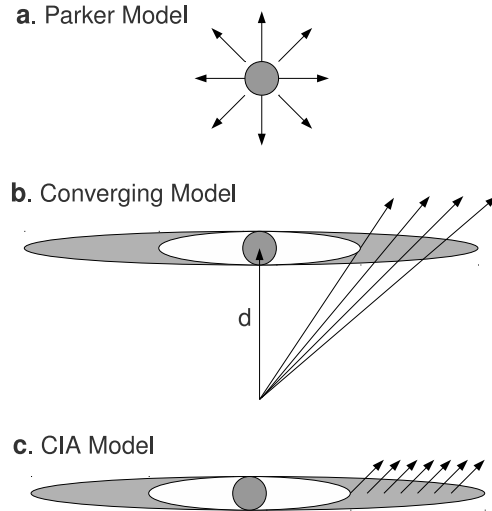 a. Parker Model
b. Converging Model
d
c. CIA Model